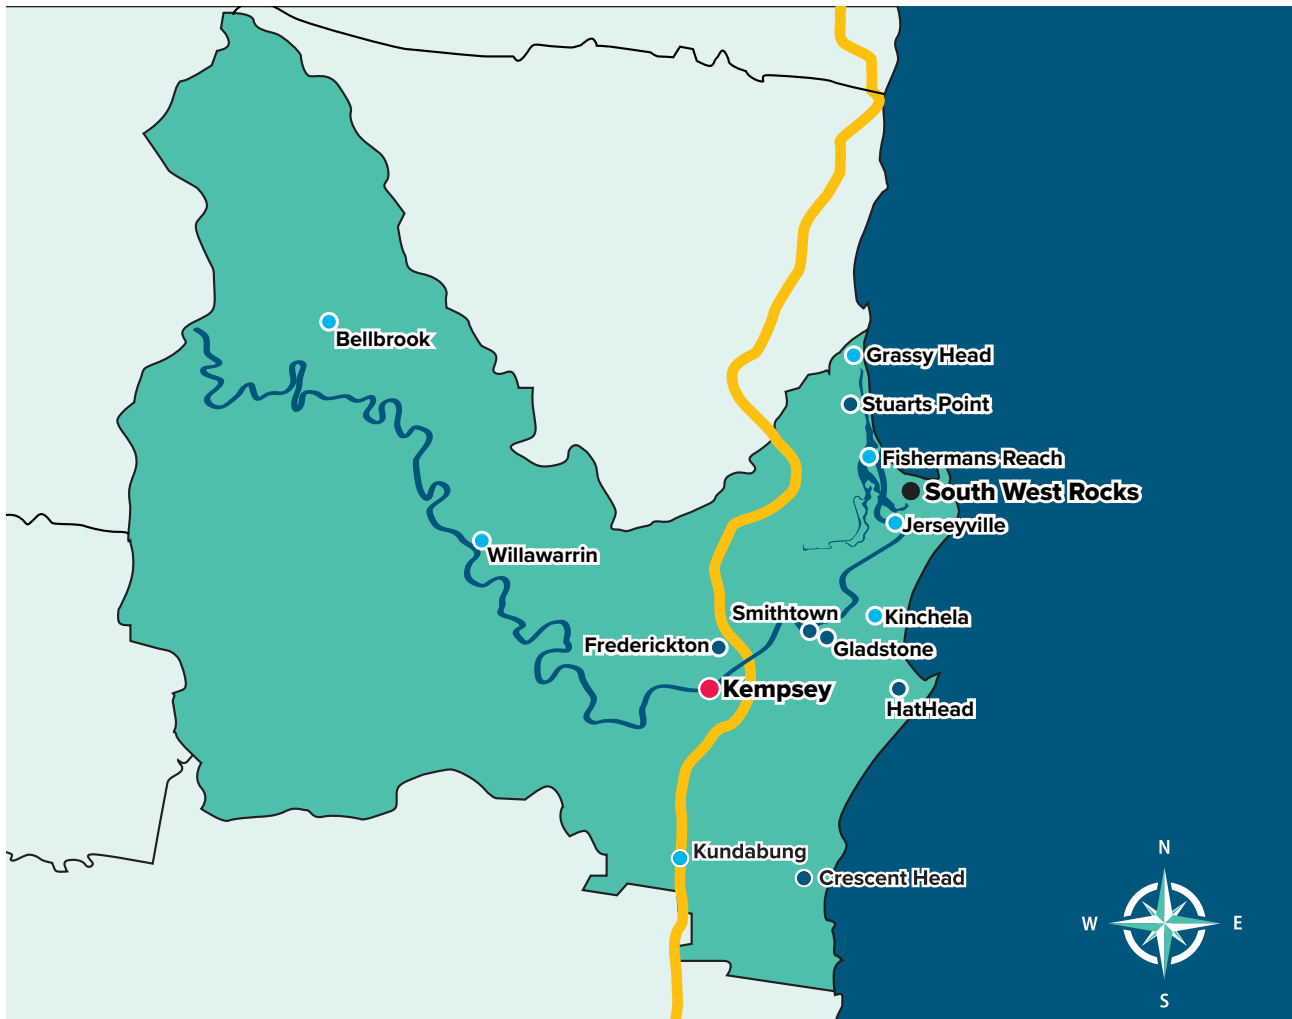 Bellbrook
Grassy Head
Stuarts Point
Fishermans Reach
South West Rocks
Jerseyville
Willawarrin
Smithtown
Kinchela
Frederickton
Gladstone
Kempsey
HatHead
Kundabung
Crescent Head
N
W
E
S